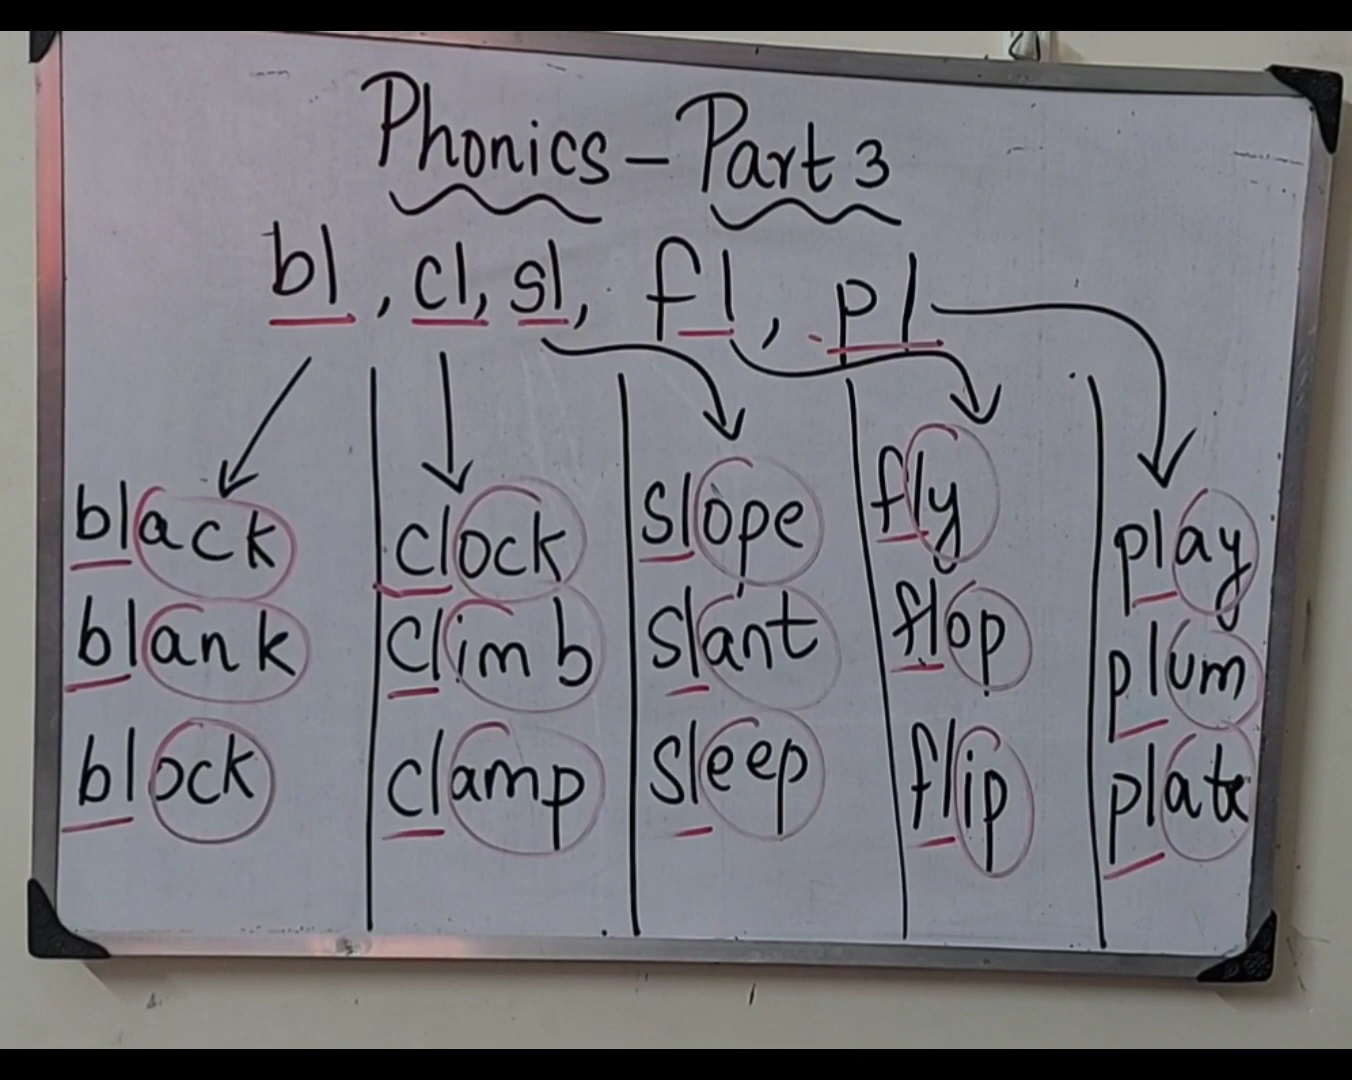 Phonics - Part 3
bl, cl, sl, fl, pl
black clock slope fly play
blank climb slant flop plum
block clamp sleep flip plate